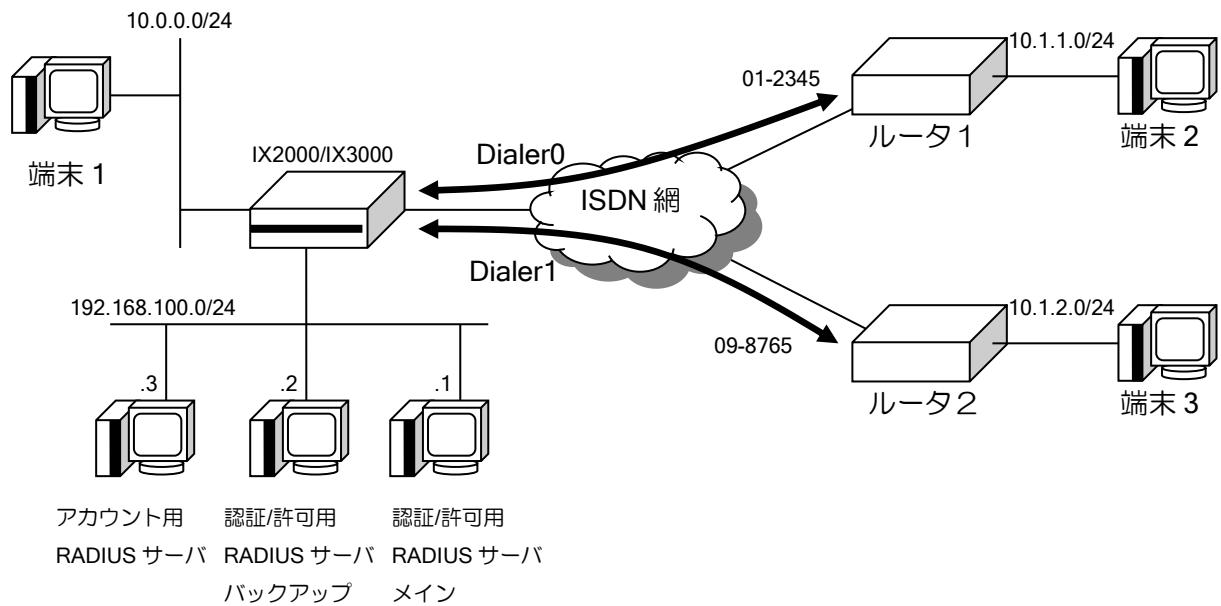 10.0.0.0/24
10.1.1.0/24
01-2345
ルータ１
端末 2
IX2000/IX3000
Dialer0
端末 1
ISDN 網
Dialer1
192.168.100.0/24
10.1.2.0/24
09-8765
.3
.2
.1
ルータ２
端末 3
アカウント用
RADIUS サーバ
認証/許可用
RADIUS サーバ
バックアップ
認証/許可用
RADIUS サーバ
メイン